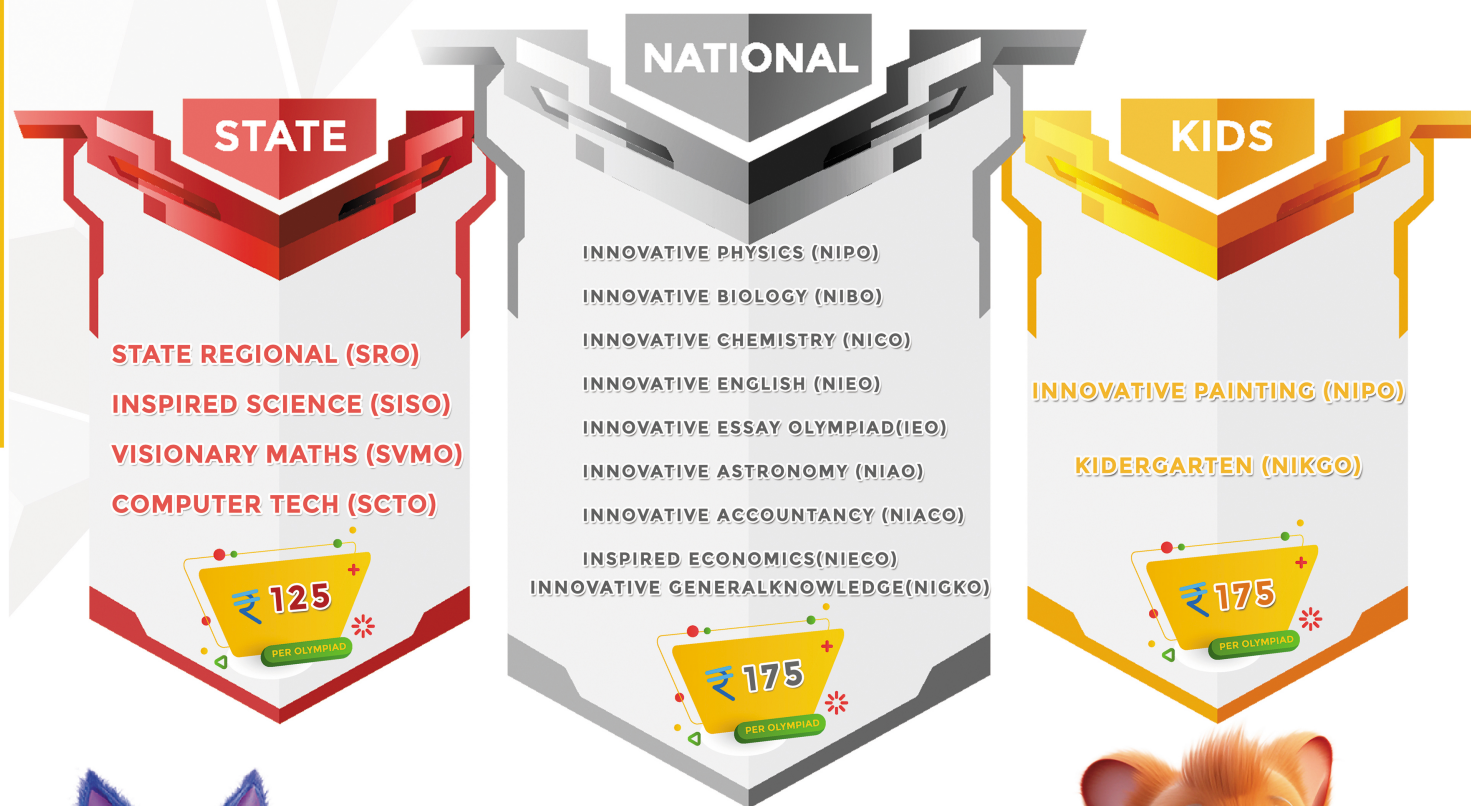 STATE
STATE REGIONAL (SRO)
INSPIRED SCIENCE (SISO)
VISIONARY MATHS (SVMO)
COMPUTER TECH (SCTO)
₹ 125
PER OLYMPIAD
NATIONAL
INNOVATIVE PHYSICS (NIPO)
INNOVATIVE BIOLOGY (NIBO)
INNOVATIVE CHEMISTRY (NICO)
INNOVATIVE ENGLISH (NIEO)
INNOVATIVE ESSAY OLYMPIAD(IEO)
INNOVATIVE ASTRONOMY (NIAO)
INNOVATIVE ACCOUNTANCY (NIACO)
INSPIRED ECONOMICS(NIECO)
INNOVATIVE GENERALKNOWLEDGE(NIGKO)
₹ 175
PER OLYMPIAD
KIDS
INNOVATIVE PAINTING (NIPO)
KIDERGARTEN (NIKGO)
₹ 175
PER OLYMPIAD